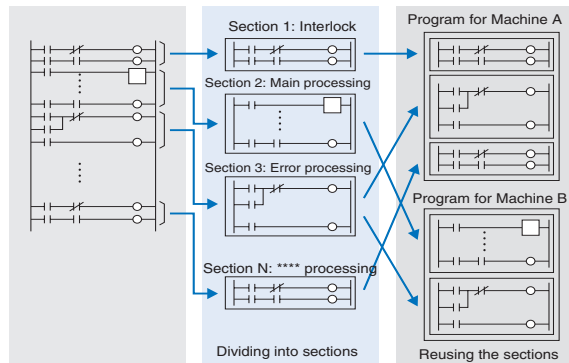 Section 1: Interlock
Program for Machine A
Section 2: Main processing
Section 3: Error processing
Program for Machine B
Section N: **** processing
Dividing into sections
Reusing the sections